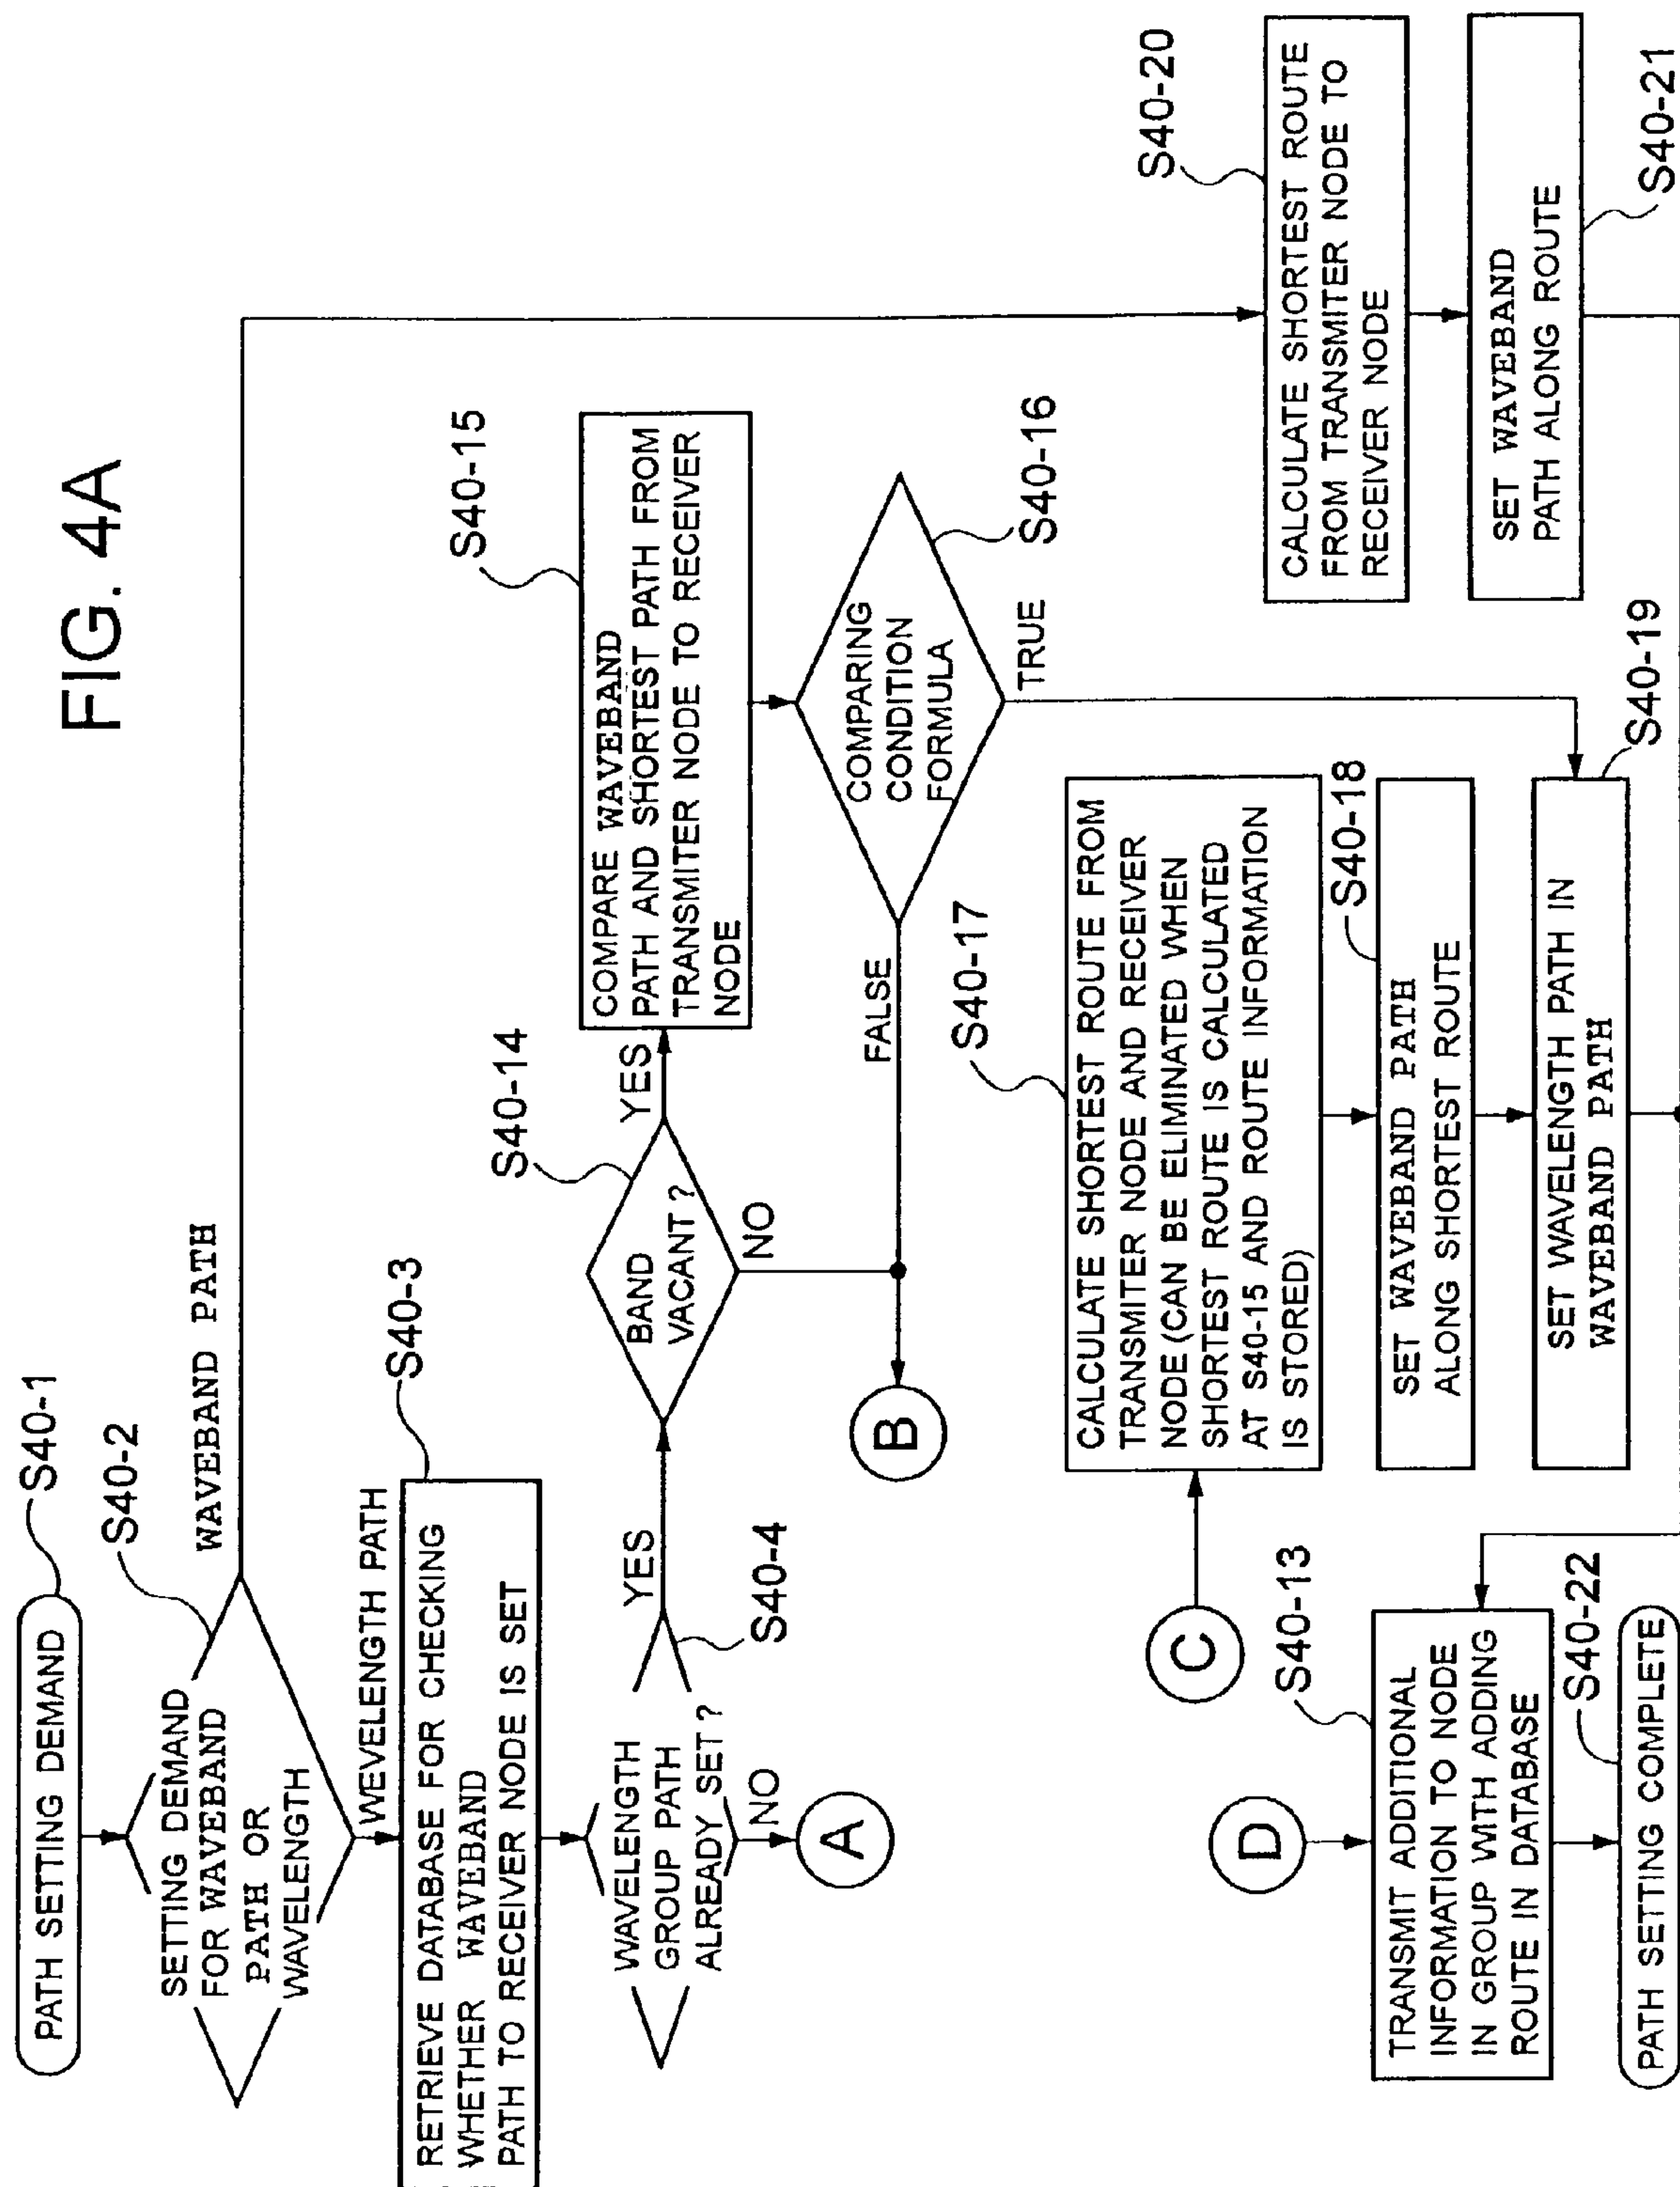 FIG. 4A
PATH SETTING DEMAND
S40-1
SETTING DEMAND
FOR WAVEBAND
PATH OR
WAVELENGTH
S40-2
WAVEBAND PATH
WEVELENGTH PATH
RETRIEVE DATABASE FOR CHECKING
WHETHER WAVEBAND
PATH TO RECEIVER NODE IS SET
S40-3
WAVELENGTH
GROUP PATH
ALREADY SET ?
S40-4
YES
NO
A
BAND
VACANT ?
S40-14
YES
NO
COMPARE WAVEBAND
PATH AND SHORTEST PATH FROM
TRANSMITER NODE TO RECEIVER
NODE
S40-15
COMPARING
CONDITION
FORMULA
S40-16
FALSE
TRUE
B
C
CALCULATE SHORTEST ROUTE FROM
TRANSMITER NODE AND RECEIVER
NODE (CAN BE ELIMINATED WHEN
SHORTEST ROUTE IS CALCULATED
AT S40-15 AND ROUTE INFORMATION
IS STORED)
S40-17
SET WAVEBAND PATH
ALONG SHORTEST ROUTE
S40-18
SET WAVELENGTH PATH IN
WAVEBAND PATH
S40-19
CALCULATE SHORTEST ROUTE
FROM TRANSMITER NODE TO
RECEIVER NODE
S40-20
SET WAVEBAND
PATH ALONG ROUTE
S40-21
D
TRANSMIT ADDITIONAL
INFORMATION TO NODE
IN GROUP WITH ADDING
ROUTE IN DATABASE
S40-13
PATH SETTING COMPLETE
S40-22